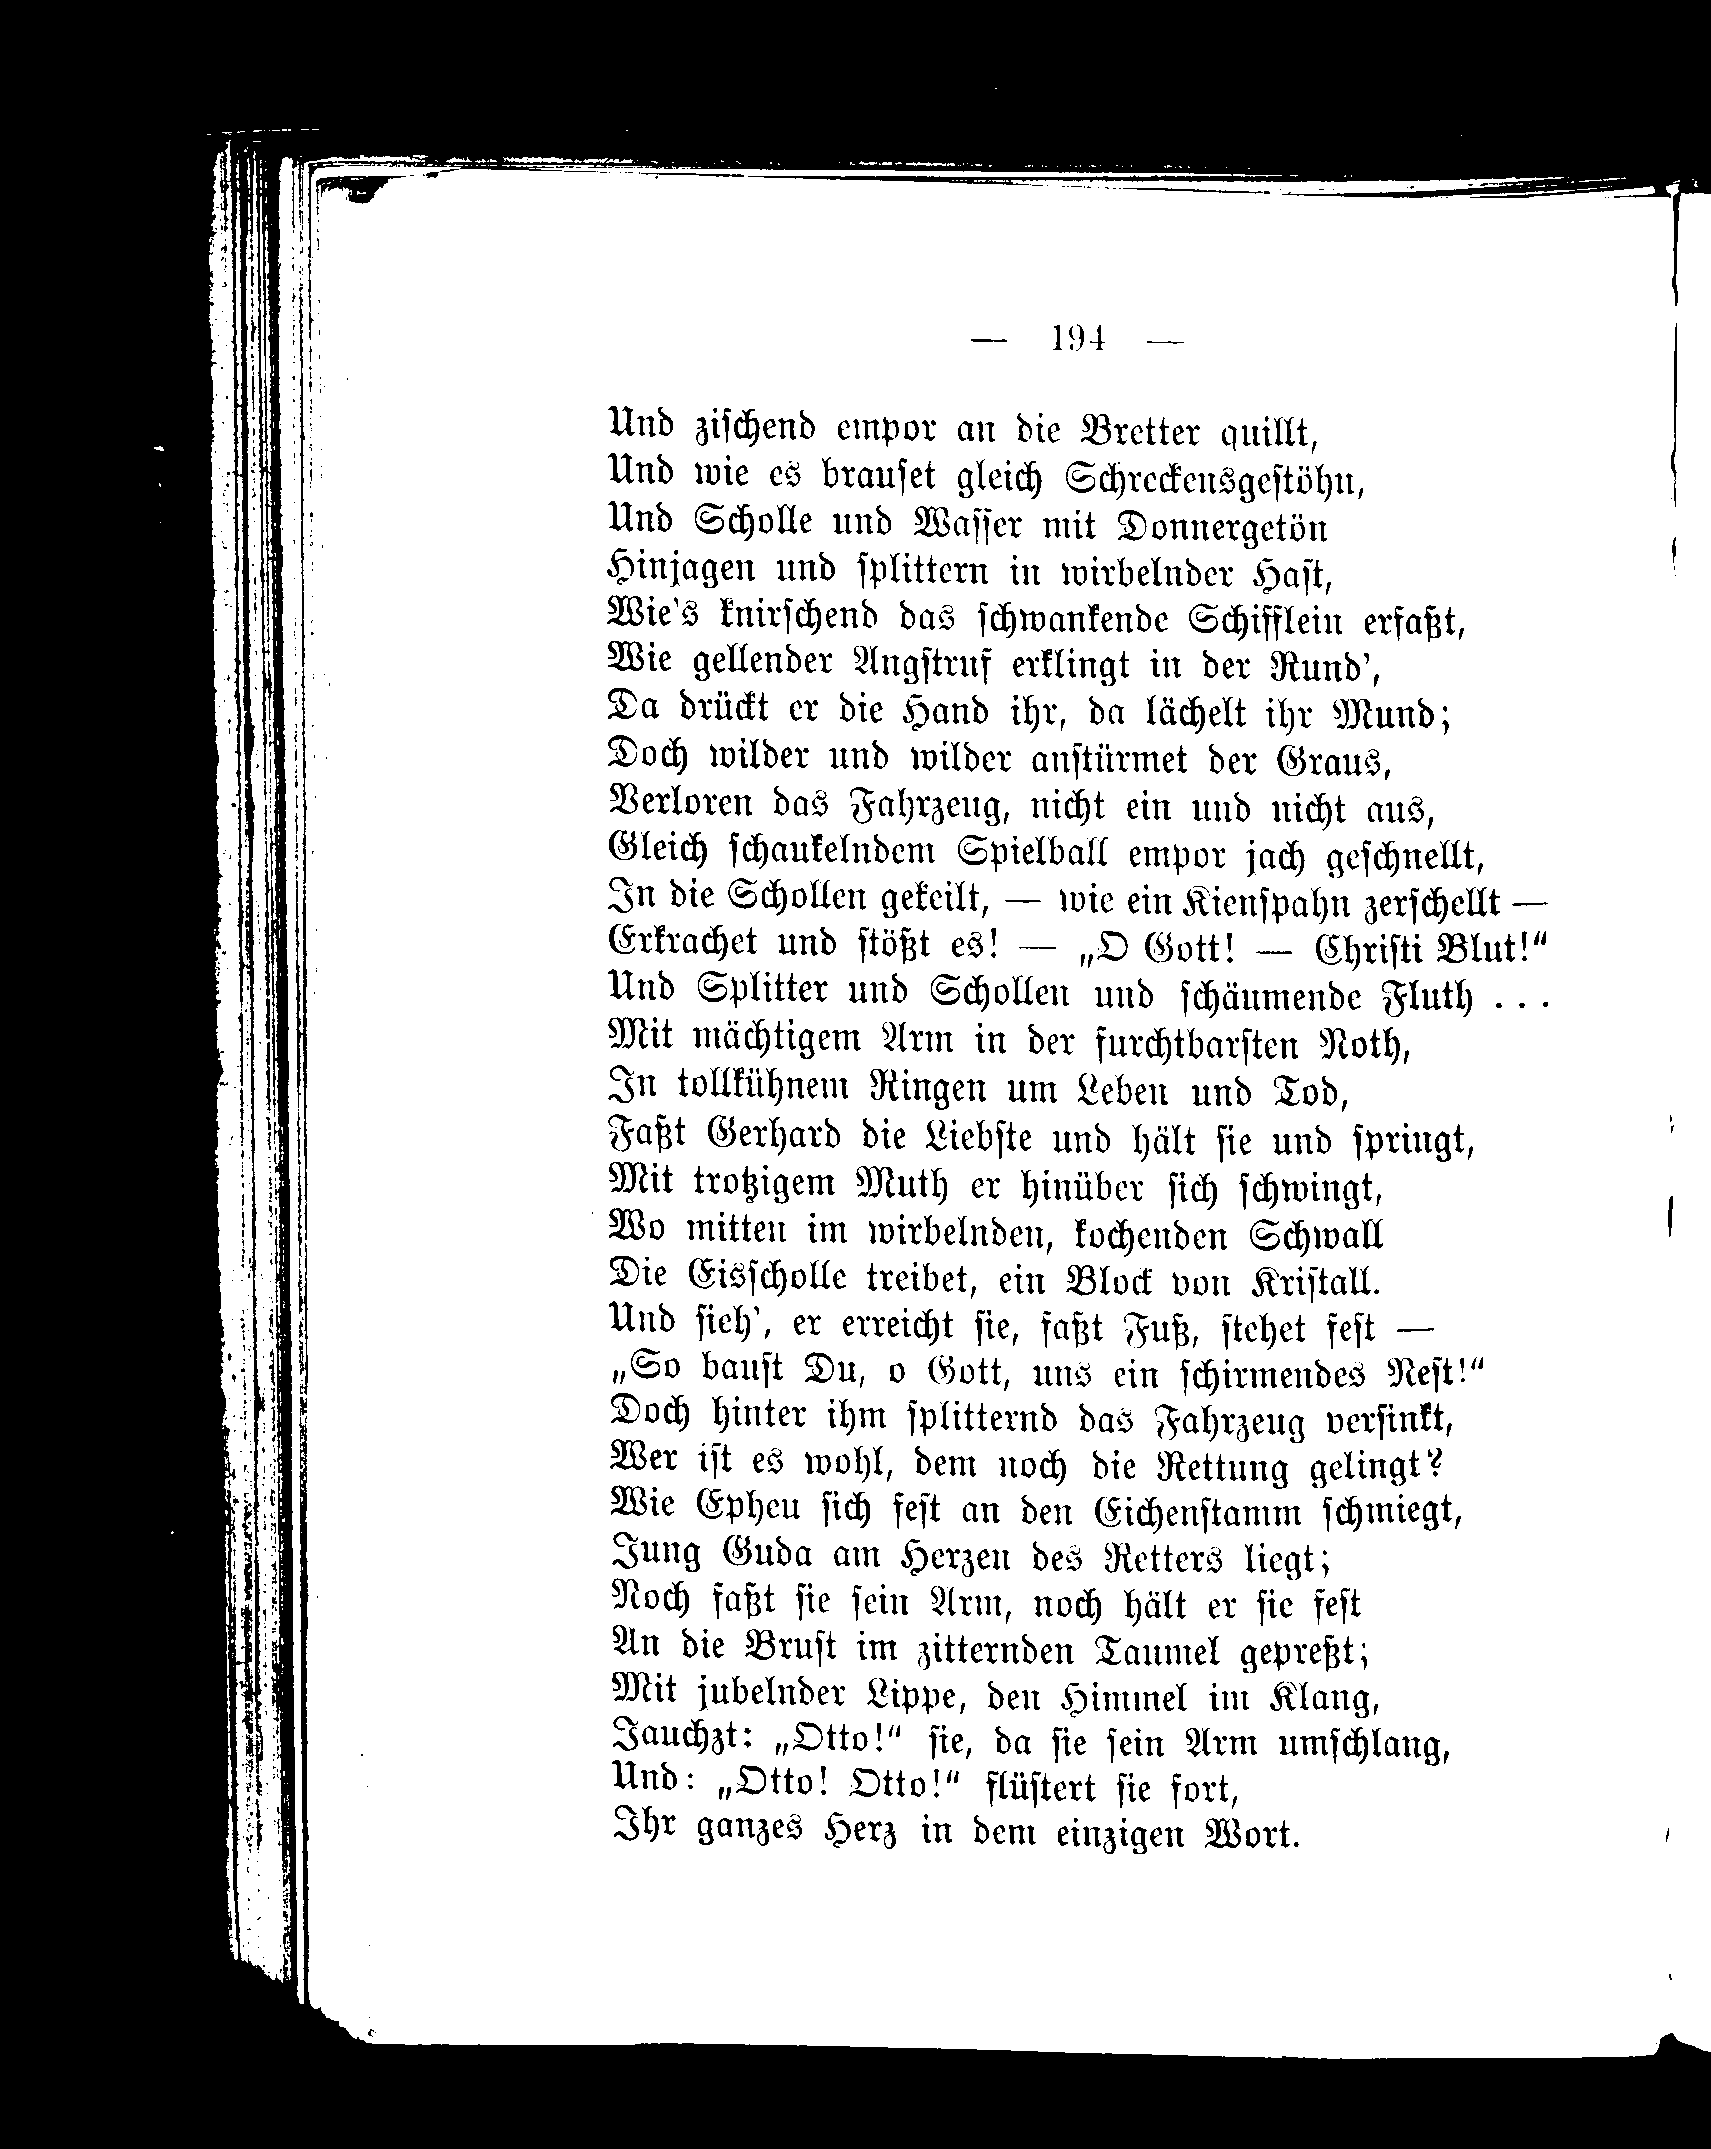 — 194 —
Und zischend empor an die Bretter quillt,
Und wie es brauset gleich Schreckensgestöhn,
Und Scholle und Wasser mit Donnergetön
Hinjagen und splittern in wirbelnder Hast,
Wie's knirschend das schwankende Schifflein erfaßt,
Wie gellender Angstruf erklingt in der Rund',
Da drückt er die Hand ihr, da lächelt ihr Mund;
Doch wilder und wilder anstürmet der Graus,
Verloren das Fahrzeug, nicht ein und nicht aus,
Gleich schaukelndem Spielball empor jach geschnellt,
In die Schollen gekeilt, — wie ein Kienspahn zerschellt —
Erkrachet und stößt es! — „O Gott! — Christi Blut!“
Und Splitter und Schollen und schäumende Fluth . . .
Mit mächtigem Arm in der furchtbarsten Noth,
In tollkühnem Ringen um Leben und Tod,
Faßt Gerhard die Liebste und hält sie und springt,
Mit trotzigem Muth er hinüber sich schwingt,
Wo mitten im wirbelnden, kochenden Schwall
Die Eisscholle treibet, ein Block von Kristall.
Und sieh', er erreicht sie, faßt Fuß, stehet fest —
„So baust Du, o Gott, uns ein schirmendes Nest!“
Doch hinter ihm splitternd das Fahrzeug versinkt,
Wer ist es wohl, dem noch die Rettung gelingt?
Wie Epheu sich fest an den Eichenstamm schmiegt,
Jung Guda am Herzen des Retters liegt;
Noch faßt sie sein Arm, noch hält er sie fest
An die Brust im zitternden Taumel gepreßt;
Mit jubelnder Lippe, den Himmel im Klang,
Jauchzt: „Otto!“ sie, da sie sein Arm umschlang,
Und: „Otto! Otto!“ flüstert sie fort,
Ihr ganzes Herz in dem einzigen Wort.